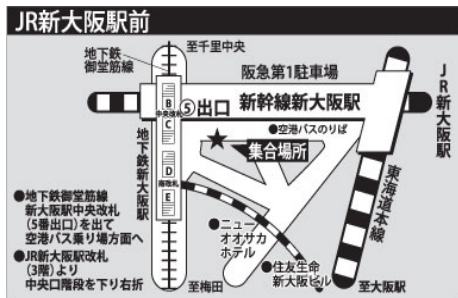 JR新大阪駅前
地下鉄
御堂筋線
至千里中央
阪急第1駐車場
JR新大阪駅
B
中央改札
C
⑤出口
新幹線新大阪駅
●空港バスのりば
集合場所
地下鉄新大阪駅
D
南改札
E
東海道本線
●地下鉄御堂筋線
新大阪駅中央改札
(5番出口)を出て
空港バス乗り場方面へ
●JR新大阪駅改札
(3階)より
中央口階段を下り右折
●ニュー
オオサカ
ホテル
●住友生命
新大阪ビル
至梅田
至大阪駅